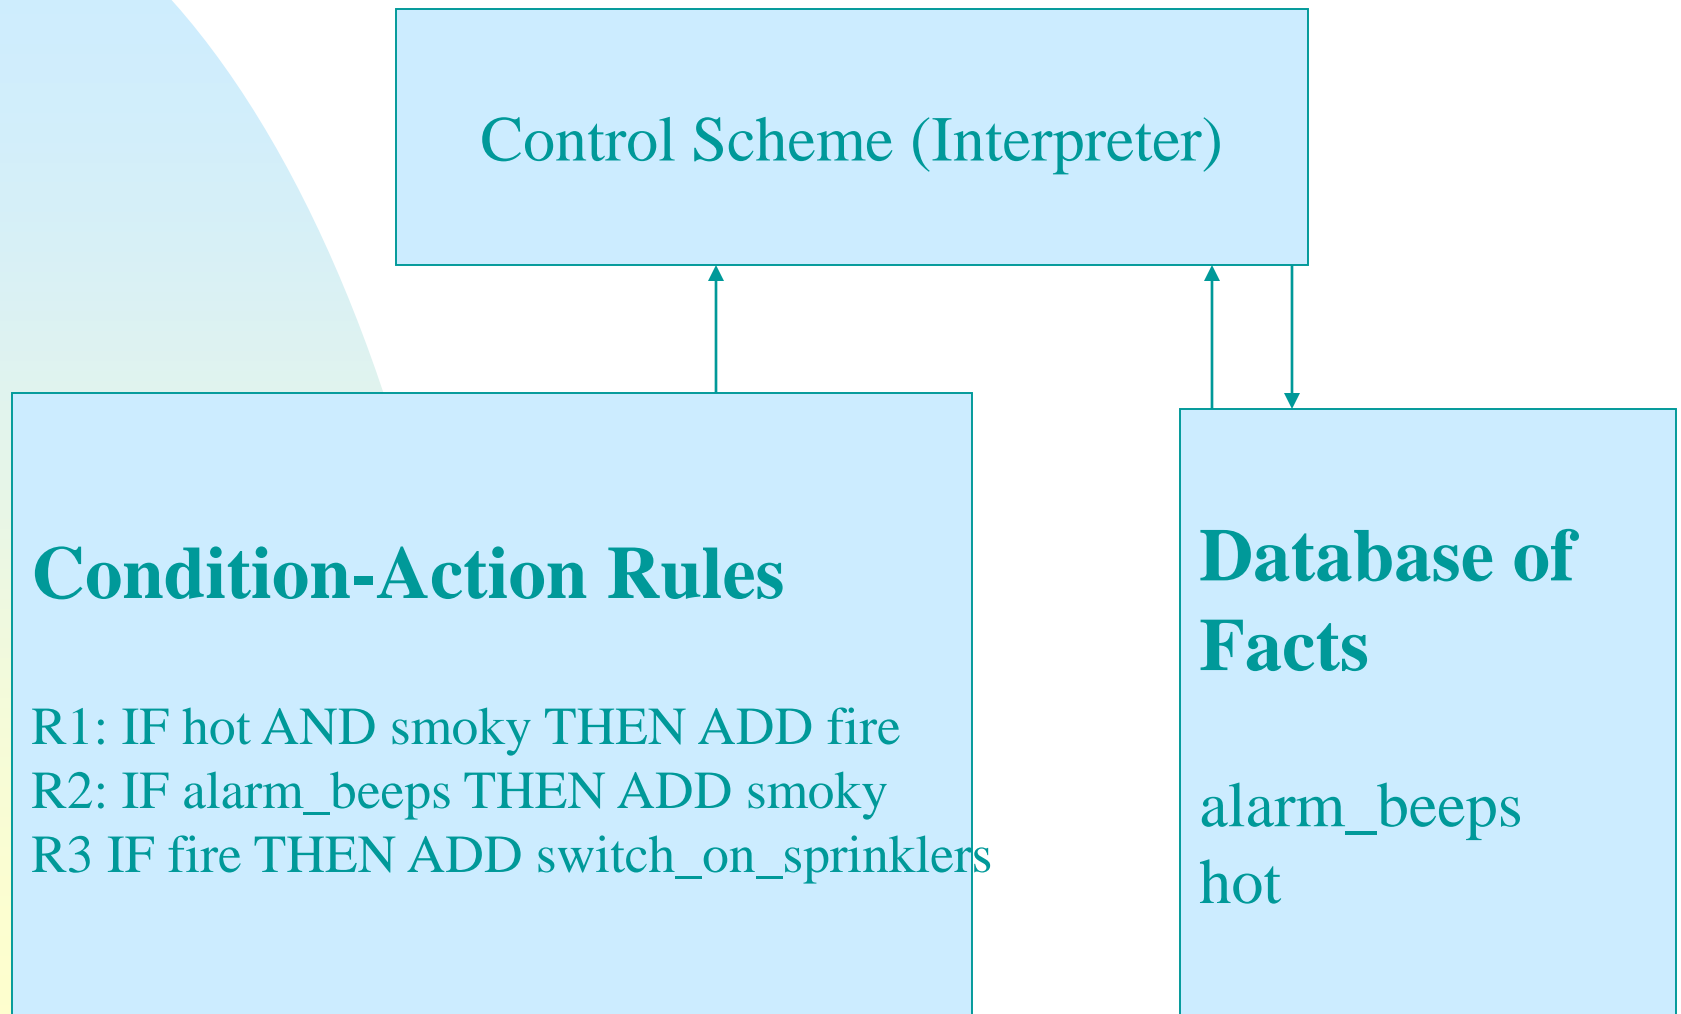 Control Scheme (Interpreter)
Condition-Action Rules
R1: IF hot AND smoky THEN ADD fire
R2: IF alarm_beeps THEN ADD smoky
R3 IF fire THEN ADD switch_on_sprinklers
Database of
Facts
alarm_beeps
hot